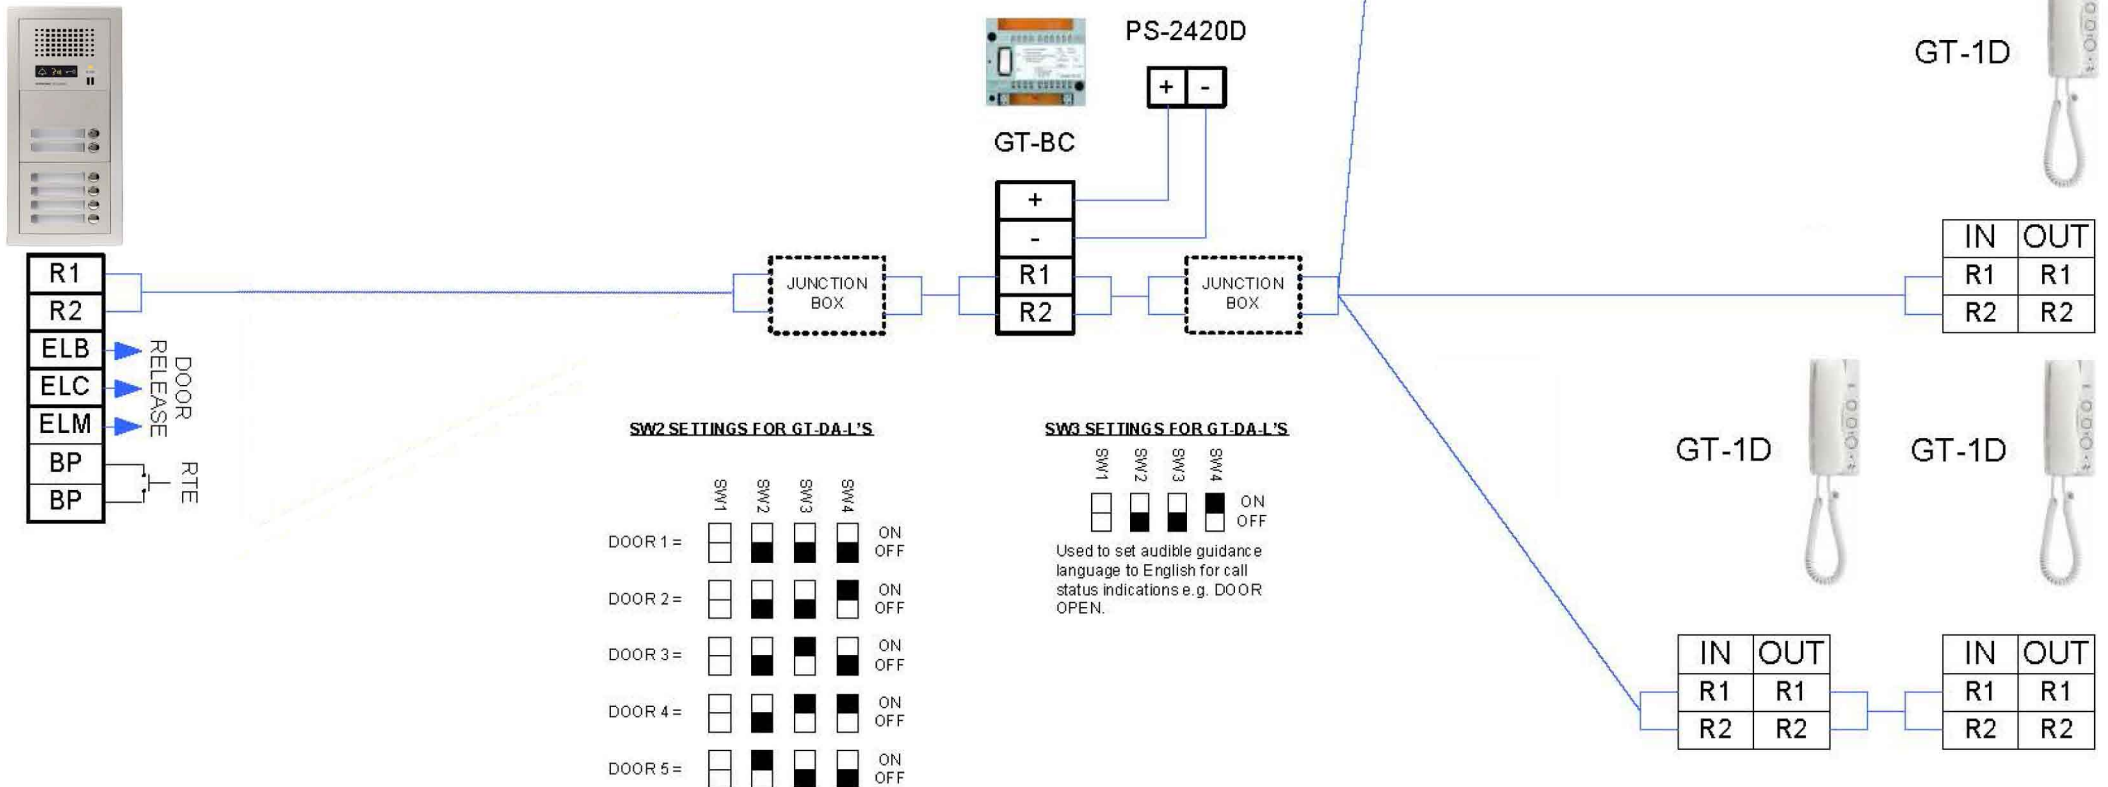 PS-2420D
+ -
GT-BC
+
-
R1
R2
GT-1D
R1
R2
ELB
ELC
ELM
BP
BP
DOOR
RELEASE
RTE
JUNCTION
BOX
JUNCTION
BOX
IN OUT
R1 R1
R2 R2
SW2 SETTINGS FOR GT-DA-L'S
SW1 SW2 SW3 SW4
DOOR 1 = ON
OFF
DOOR 2 = ON
OFF
DOOR 3 = ON
OFF
DOOR 4 = ON
OFF
DOOR 5 = ON
OFF
SW3 SETTINGS FOR GT-DA-L'S
SW1 SW2 SW3 SW4
ON
OFF
Used to set audible guidance
language to English for call
status indications e.g. DOOR
OPEN.
GT-1D
GT-1D
IN OUT
R1 R1
R2 R2
IN OUT
R1 R1
R2 R2